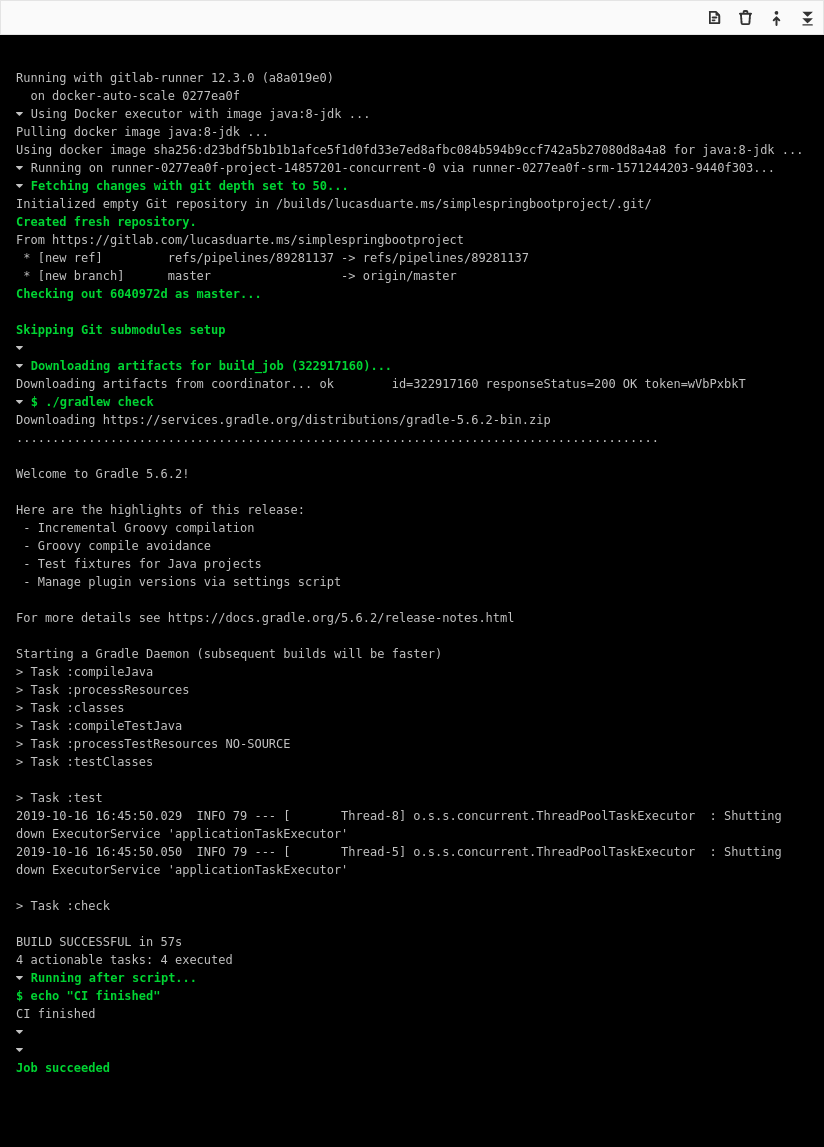 Running with gitlab-runner 12.3.0 (a8a019e0)
  on docker-auto-scale 0277ea0f
Using Docker executor with image java:8-jdk ...
Pulling docker image java:8-jdk ...
Using docker image sha256:d23bdf5b1b1b1afce5f1d0fd33e7ed8afbc084b594b9ccf742a5b27080d8a4a8 for java:8-jdk ...
Running on runner-0277ea0f-project-14857201-concurrent-0 via runner-0277ea0f-srm-1571244203-9440f303...
Fetching changes with git depth set to 50...
Initialized empty Git repository in /builds/lucasduarte.ms/simplespringbootproject/.git/
Created fresh repository.
From https://gitlab.com/lucasduarte.ms/simplespringbootproject
 * [new ref]         refs/pipelines/89281137 -> refs/pipelines/89281137
 * [new branch]      master                  -> origin/master
Checking out 6040972d as master...
Skipping Git submodules setup
Downloading artifacts for build_job (322917160)...
Downloading artifacts from coordinator... ok        id=322917160 responseStatus=200 OK token=wVbPxbkT
$ ./gradlew check
Downloading https://services.gradle.org/distributions/gradle-5.6.2-bin.zip
.........................................................................................
Welcome to Gradle 5.6.2!
Here are the highlights of this release:
 - Incremental Groovy compilation
 - Groovy compile avoidance
 - Test fixtures for Java projects
 - Manage plugin versions via settings script
For more details see https://docs.gradle.org/5.6.2/release-notes.html
Starting a Gradle Daemon (subsequent builds will be faster)
> Task :compileJava
> Task :processResources
> Task :classes
> Task :compileTestJava
> Task :processTestResources NO-SOURCE
> Task :testClasses
> Task :test
2019-10-16 16:45:50.029  INFO 79 --- [       Thread-8] o.s.s.concurrent.ThreadPoolTaskExecutor  : Shutting
down ExecutorService 'applicationTaskExecutor'
2019-10-16 16:45:50.050  INFO 79 --- [       Thread-5] o.s.s.concurrent.ThreadPoolTaskExecutor  : Shutting
down ExecutorService 'applicationTaskExecutor'
> Task :check
BUILD SUCCESSFUL in 57s
4 actionable tasks: 4 executed
Running after script...
$ echo "CI finished"
CI finished
Job succeeded